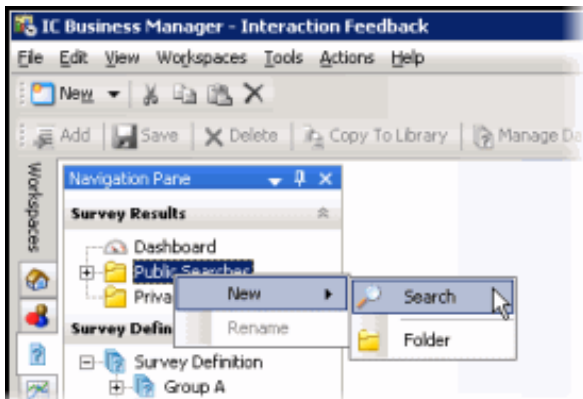 IC Business Manager - Interaction Feedback
File Edit View Workspaces Tools Actions Help
New
Add Save Delete Copy To Library Manage Da
Workspaces
Navigation Pane
Survey Results
Dashboard
Public Searches
Priva
New
Search
Rename
Folder
Survey Defin
Survey Definition
Group A